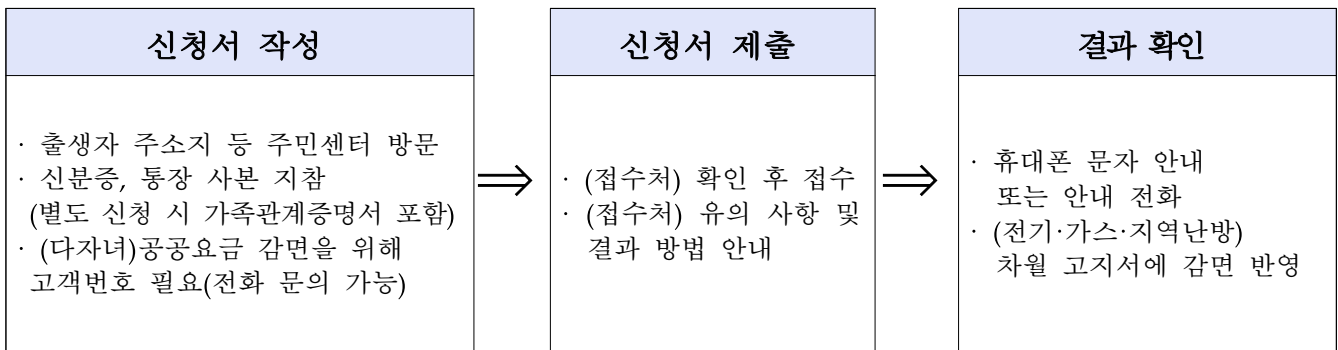 신청서 작성
· 출생자 주소지 등 주민센터 방문
· 신분증, 통장 사본 지참
(별도 신청 시 가족관계증명서 포함)
· (다자녀)공공요금 감면을 위해
고객번호 필요(전화 문의 가능)
⇒
신청서 제출
· (접수처) 확인 후 접수
· (접수처) 유의 사항 및
결과 방법 안내
⇒
결과 확인
· 휴대폰 문자 안내
또는 안내 전화
· (전기·가스·지역난방)
차월 고지서에 감면 반영